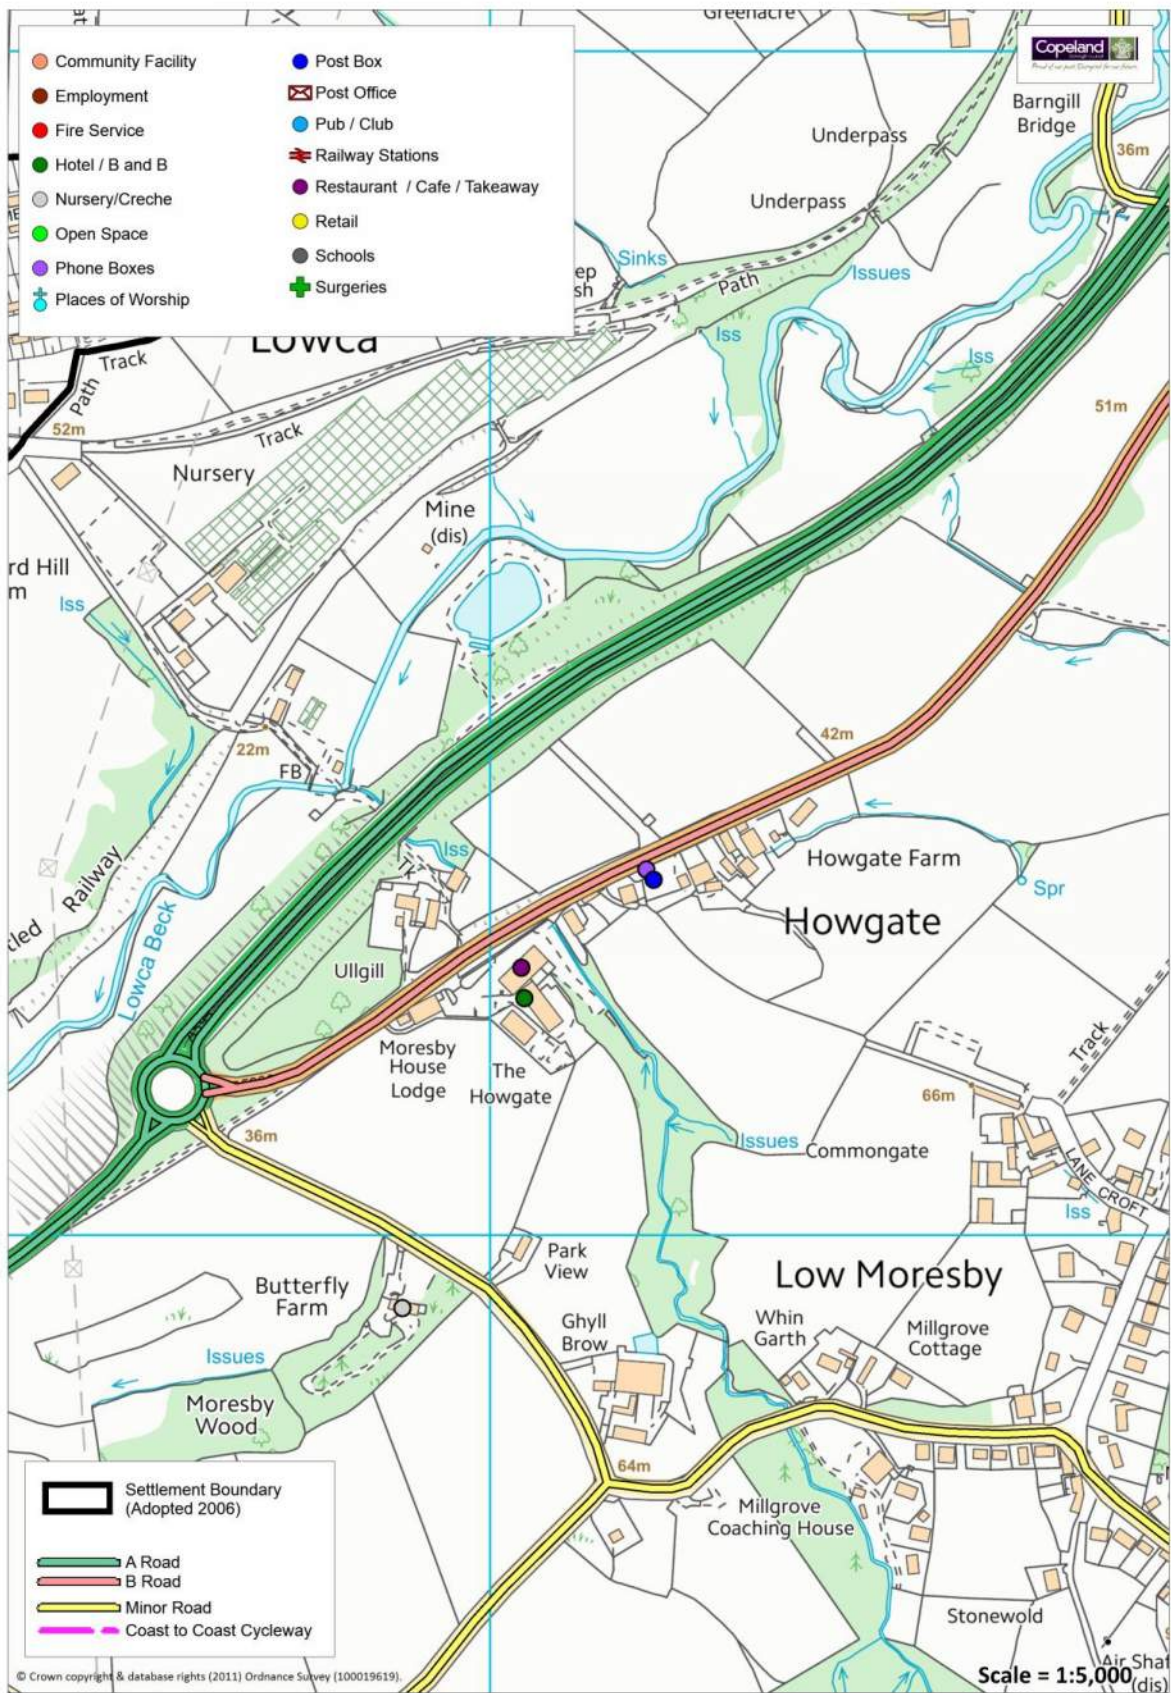 Greenacre
Community Facility
Employment
Fire Service
Hotel / B and B
Nursery/Creche
Open Space
Phone Boxes
Places of Worship
Post Box
Post Office
Pub / Club
Railway Stations
Restaurant / Cafe / Takeaway
Retail
Schools
Surgeries
Copeland
Barngill
Bridge
36m
Underpass
Underpass
Sinks
Path
Issues
Iss
Iss
Lowca
Track
Path
52m
Track
51m
Nursery
Mine
(dis)
rd Hill
m
Iss
22m
FB
42m
Railway
Iss
Tk
Howgate Farm
Spr
Howgate
tled
Lowca Beck
Ullgill
Moresby
House
Lodge
The
Howgate
Track
66m
36m
Issues
Commongate
LANE CROFT
Iss
Park
View
Butterfly
Farm
Low Moresby
Ghyll
Brow
Whin
Garth
Millgrove
Cottage
Issues
Moresby
Wood
64m
Millgrove
Coaching House
Stonewold
Settlement Boundary
(Adopted 2006)
A Road
B Road
Minor Road
Coast to Coast Cycleway
© Crown copyright & database rights (2011) Ordnance Survey (100019619).
Air Shaf
(dis)
Scale = 1:5,000